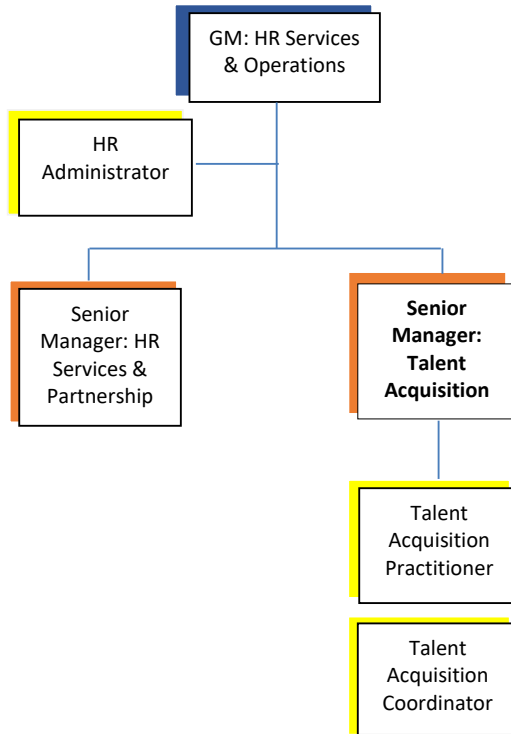 GM: HR Services
& Operations
HR
Administrator
Senior
Manager: HR
Services &
Partnership
Senior
Manager:
Talent
Acquisition
Talent
Acquisition
Practitioner
Talent
Acquisition
Coordinator